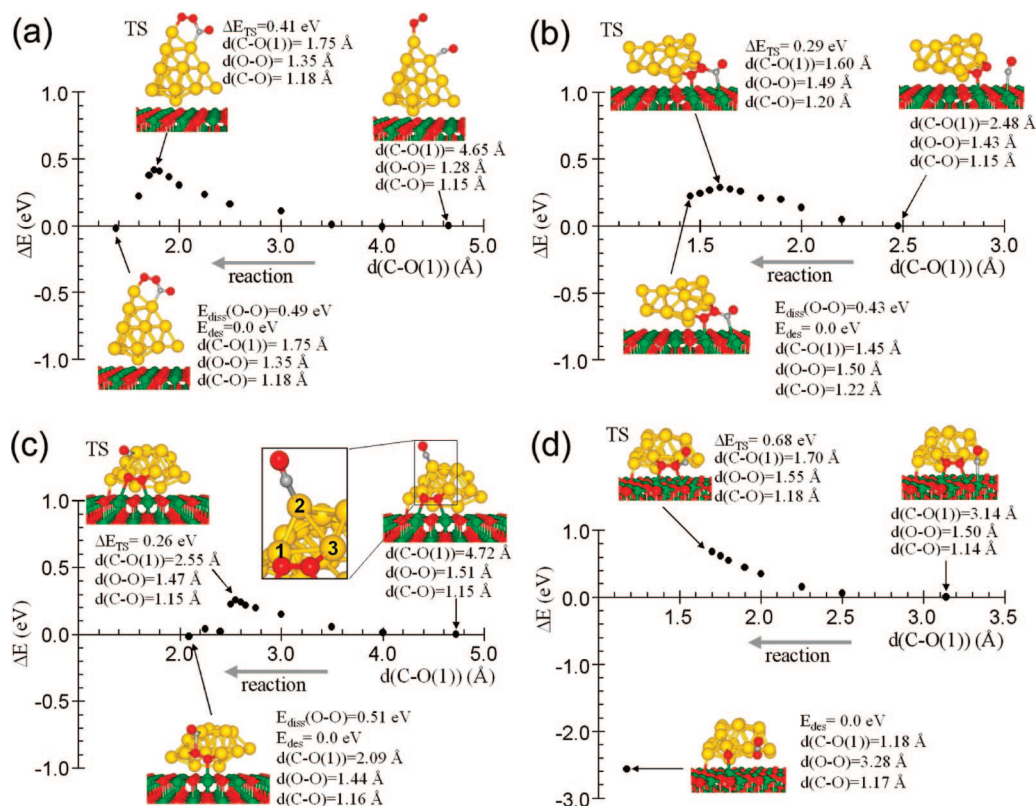 (a)
TS
ΔE_TS=0.41 eV
d(C-O(1))= 1.75 Å
d(O-O)= 1.35 Å
d(C-O)= 1.18 Å
d(C-O(1))= 4.65 Å
d(O-O)= 1.28 Å
d(C-O)= 1.15 Å
1.0
0.5
0.0
-0.5
-1.0
ΔE (eV)
2.0
3.0
4.0
5.0
d(C-O(1)) (Å)
reaction
E_diss(O-O)=0.49 eV
E_des=0.0 eV
d(C-O(1))= 1.75 Å
d(O-O)= 1.35 Å
d(C-O)= 1.18 Å
(b)
TS
ΔE_TS= 0.29 eV
d(C-O(1))=1.60 Å
d(O-O)=1.49 Å
d(C-O)= 1.20 Å
d(C-O(1))=2.48 Å
d(O-O)=1.43 Å
d(C-O)= 1.15 Å
1.0
0.5
0.0
-0.5
-1.0
ΔE (eV)
1.5
2.0
2.5
3.0
d(C-O(1)) (Å)
reaction
E_diss(O-O)=0.43 eV
E_des= 0.0 eV
d(C-O(1))=1.45 Å
d(O-O)=1.50 Å
d(C-O)= 1.22 Å
(c)
TS
ΔE_TS= 0.26 eV
d(C-O(1))=2.55 Å
d(O-O)=1.47 Å
d(C-O)=1.15 Å
2
1
3
d(C-O(1))=4.72 Å
d(O-O)=1.51 Å
d(C-O)=1.15 Å
1.0
0.5
0.0
-0.5
-1.0
ΔE (eV)
2.0
3.0
4.0
5.0
d(C-O(1)) (Å)
reaction
E_diss(O-O)=0.51 eV
E_des= 0.0 eV
d(C-O(1))=2.09 Å
d(O-O)=1.44 Å
d(C-O)=1.16 Å
(d)
TS
ΔE_TS= 0.68 eV
d(C-O(1))=1.70 Å
d(O-O)=1.55 Å
d(C-O)=1.18 Å
d(C-O(1))=3.14 Å
d(O-O)=1.50 Å
d(C-O)=1.14 Å
1.0
0.0
-1.0
-2.0
-3.0
ΔE (eV)
1.5
2.0
2.5
3.0
3.5
d(C-O(1)) (Å)
reaction
E_des= 0.0 eV
d(C-O(1))=1.18 Å
d(O-O)=3.28 Å
d(C-O)=1.17 Å